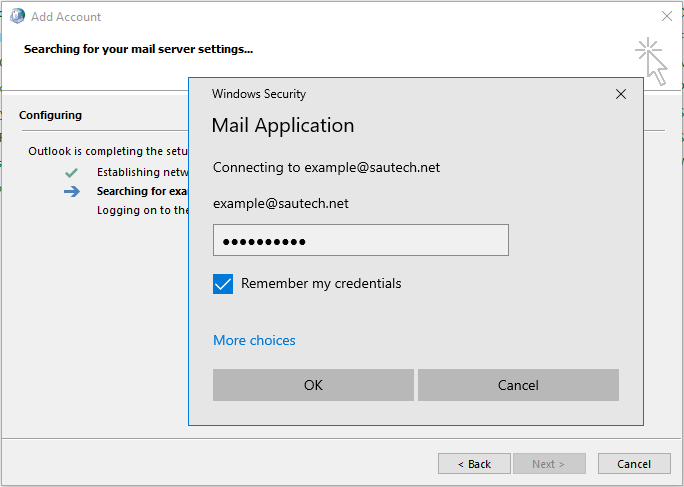 Add Account
Searching for your mail server settings...
Configuring
Outlook is completing the setu
Establishing netw
Searching for exa
Logging on to the
Windows Security
Mail Application
Connecting to example@sautech.net
example@sautech.net
●●●●●●●●●●
Remember my credentials
More choices
OK
Cancel
< Back
Next >
Cancel